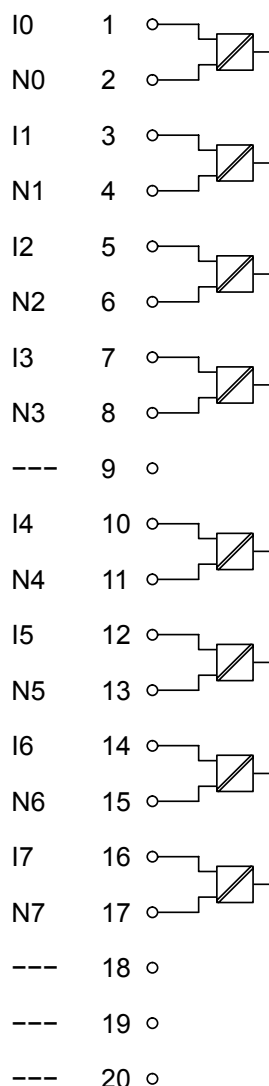 I0 1
N0 2
I1 3
N1 4
I2 5
N2 6
I3 7
N3 8
--- 9
I4 10
N4 11
I5 12
N5 13
I6 14
N6 15
I7 16
N7 17
--- 18
--- 19
--- 20